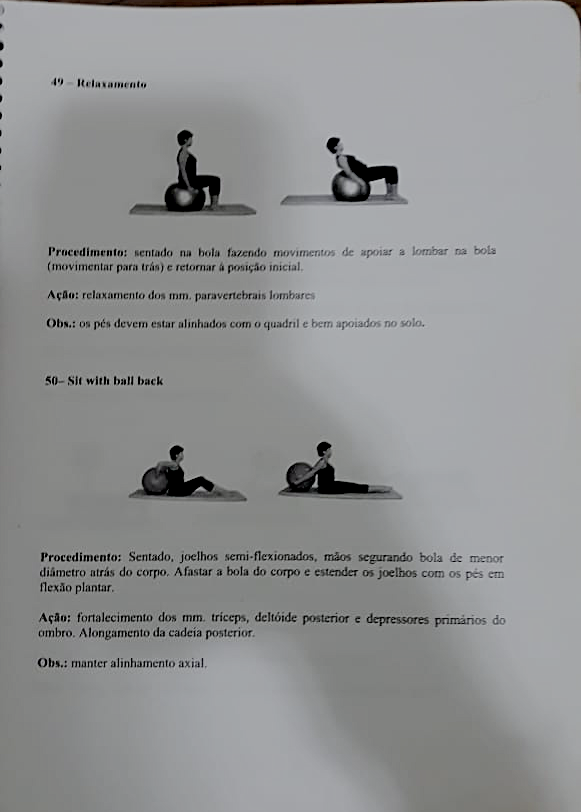 49 – Relaxamento
Procedimento: sentado na bola fazendo movimentos de apoiar a lombar na bola
(movimentar para trás) e retornar à posição inicial.
Ação: relaxamento dos mm. paravertebrais lombares
Obs.: os pés devem estar alinhados com o quadril e bem apoiados no solo.
50– Sit with ball back
Procedimento: Sentado, joelhos semi-flexionados, mãos segurando bola de menor
diâmetro atrás do corpo. Afastar a bola do corpo e estender os joelhos com os pés em
flexão plantar.
Ação: fortalecimento dos mm. tríceps, deltóide posterior e depressores primários do
ombro. Alongamento da cadeia posterior.
Obs.: manter alinhamento axial.